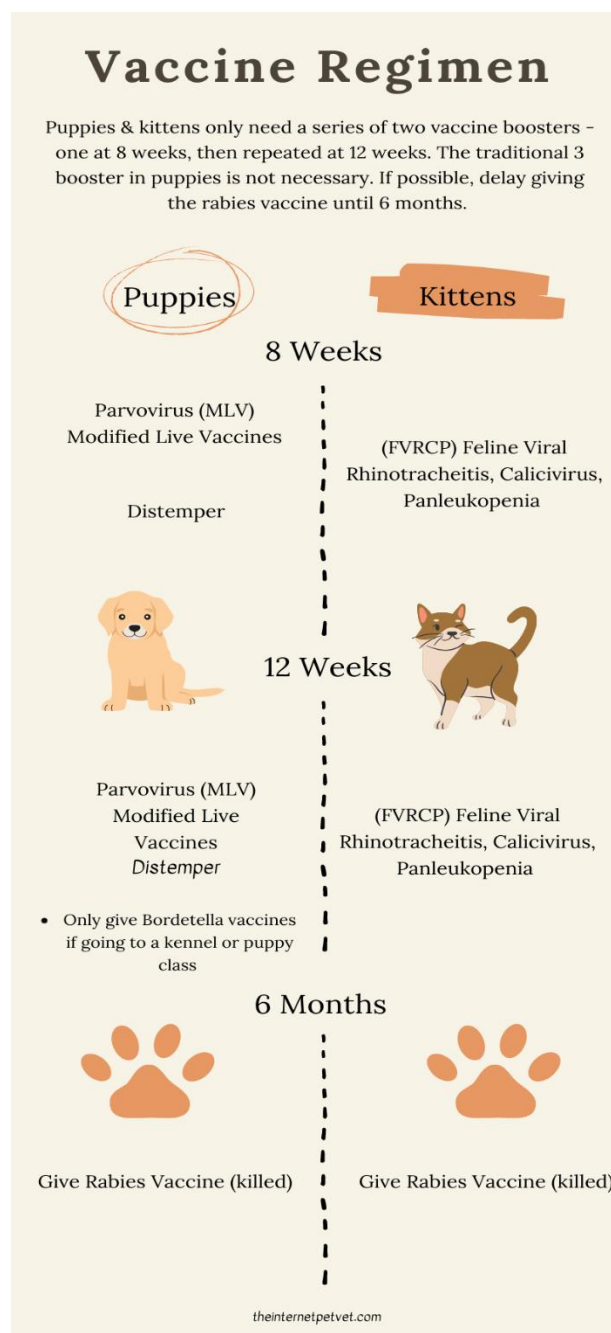 Vaccine Regimen
Puppies & kittens only need a series of two vaccine boosters -
one at 8 weeks, then repeated at 12 weeks. The traditional 3
booster in puppies is not necessary. If possible, delay giving
the rabies vaccine until 6 months.
Puppies
Kittens
8 Weeks
Parvovirus (MLV)
Modified Live Vaccines
Distemper
(FVRCP) Feline Viral
Rhinotracheitis, Calicivirus,
Panleukopenia
12 Weeks
Parvovirus (MLV)
Modified Live
Vaccines
Distemper
• Only give Bordetella vaccines
if going to a kennel or puppy
class
(FVRCP) Feline Viral
Rhinotracheitis, Calicivirus,
Panleukopenia
6 Months
Give Rabies Vaccine (killed)
Give Rabies Vaccine (killed)
theinternetpetvet.com